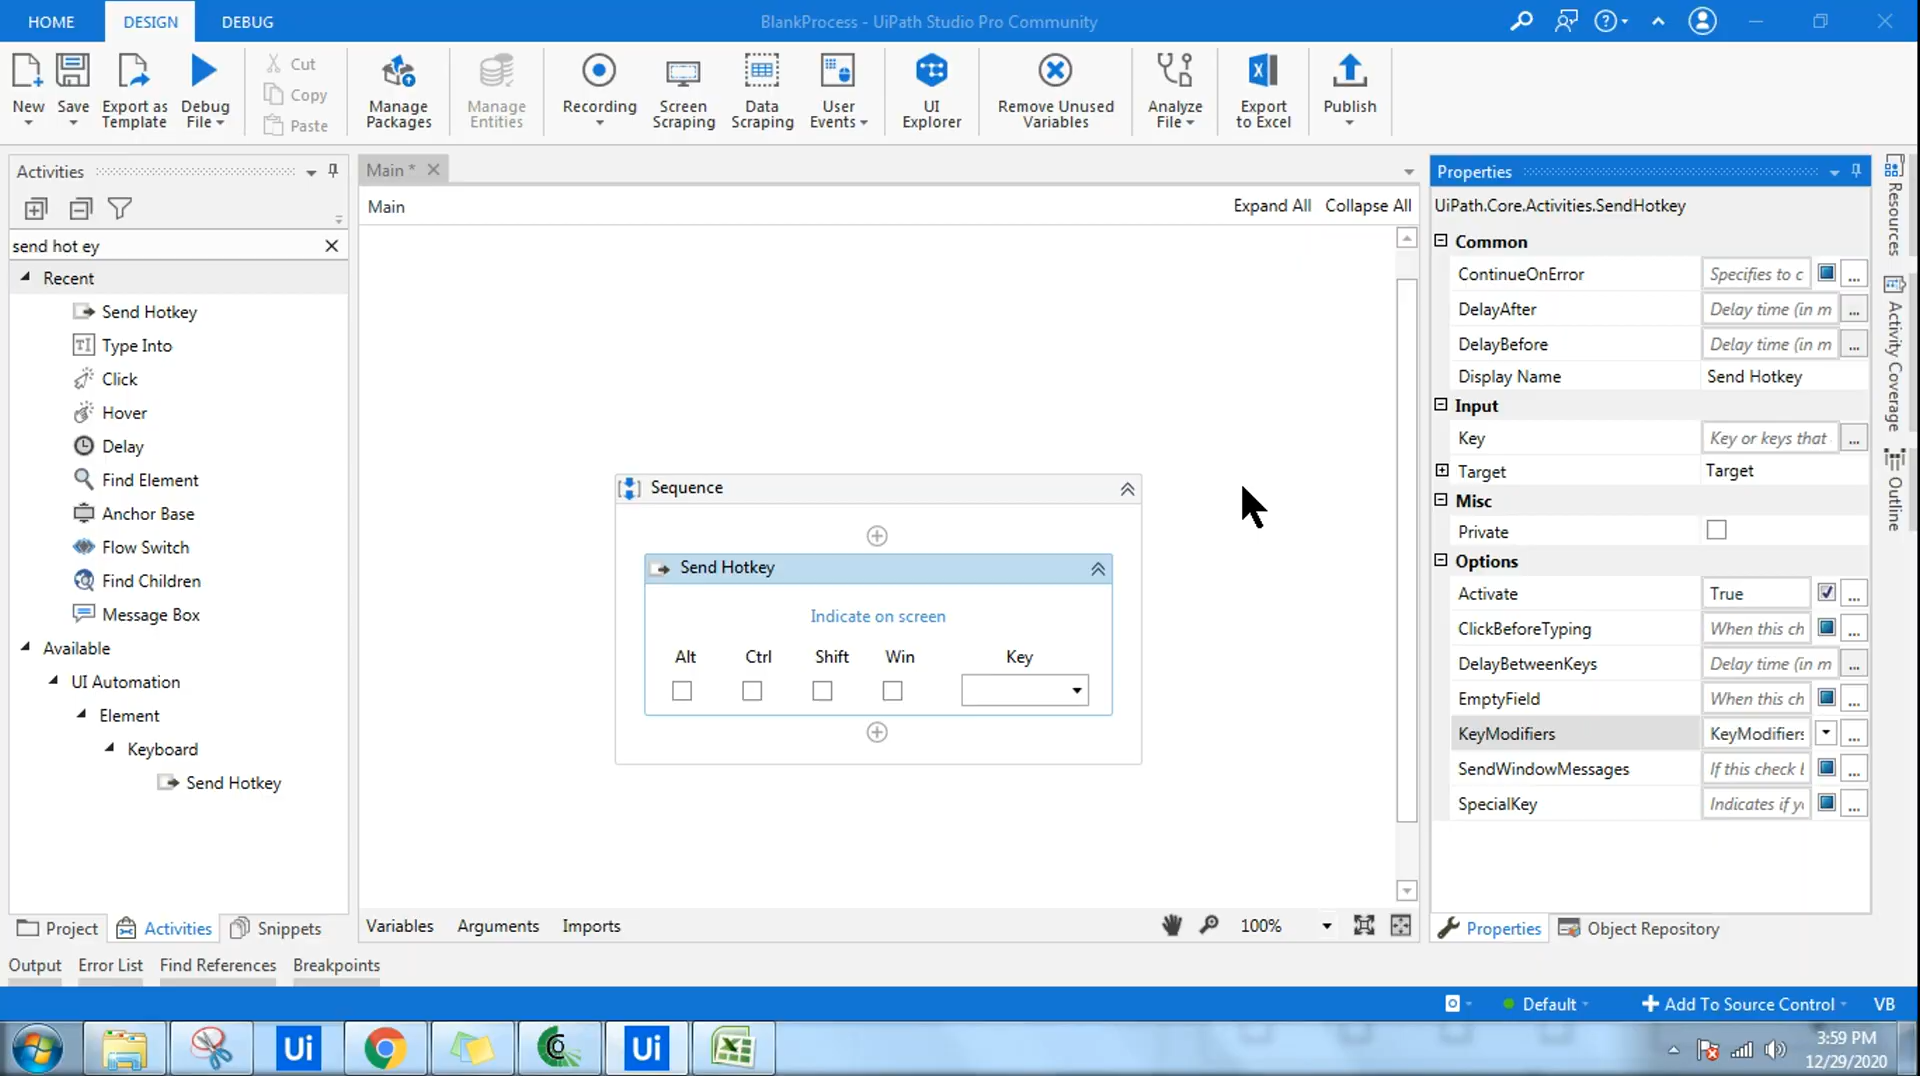 HOME DESIGN DEBUG
BlankProcess - UiPath Studio Pro Community
New
Save
Export as
Template
Debug
File
Cut
Copy
Paste
Manage
Packages
Manage
Entities
Recording
Screen
Scraping
Data
Scraping
User
Events
UI
Explorer
Remove Unused
Variables
Analyze
File
Export
to Excel
Publish
Activities
send hot ey
Recent
Send Hotkey
Type Into
Click
Hover
Delay
Find Element
Anchor Base
Flow Switch
Find Children
Message Box
Available
UI Automation
Element
Keyboard
Send Hotkey
Project Activities Snippets
Main *
Main
Expand All Collapse All
Sequence
Send Hotkey
Indicate on screen
Alt Ctrl Shift Win Key
Variables Arguments Imports
100%
Properties
UiPath.Core.Activities.SendHotkey
Common
ContinueOnError Specifies to c ...
DelayAfter Delay time (in m ...
DelayBefore Delay time (in m ...
Display Name Send Hotkey
Input
Key Key or keys that ...
Target Target
Misc
Private
Options
Activate True ...
ClickBeforeTyping When this ch ...
DelayBetweenKeys Delay time (in m ...
EmptyField When this ch ...
KeyModifiers KeyModifiers ...
SendWindowMessages If this check b ...
SpecialKey Indicates if yo ...
Properties Object Repository
Resources
Activity Coverage
Outline
Output Error List Find References Breakpoints
Default
Add To Source Control
VB
Ui
Ui
3:59 PM
12/29/2020